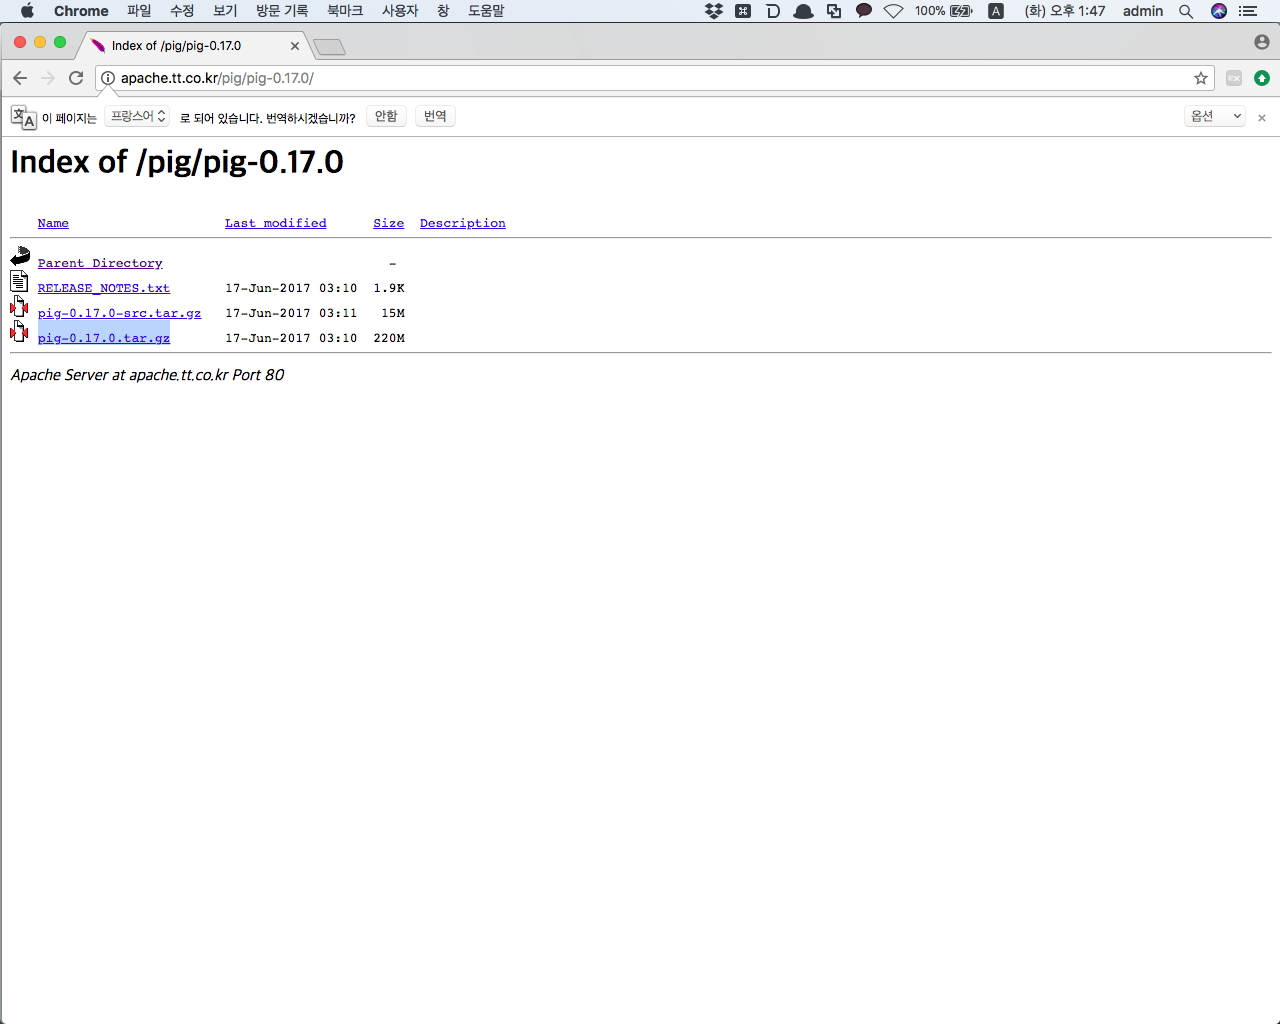 Chrome 파일 수정 보기 방문 기록 북마크 사용자 창 도움말 100% A (화) 오후 1:47 admin
Index of /pig/pig-0.17.0
apache.tt.co.kr/pig/pig-0.17.0/
이 페이지는 프랑스어 로 되어 있습니다. 번역하시겠습니까? 안함 번역 옵션
Index of /pig/pig-0.17.0
Name Last modified Size Description
Parent Directory -
RELEASE_NOTES.txt 17-Jun-2017 03:10 1.9K
pig-0.17.0-src.tar.gz 17-Jun-2017 03:11 15M
pig-0.17.0.tar.gz 17-Jun-2017 03:10 220M
Apache Server at apache.tt.co.kr Port 80